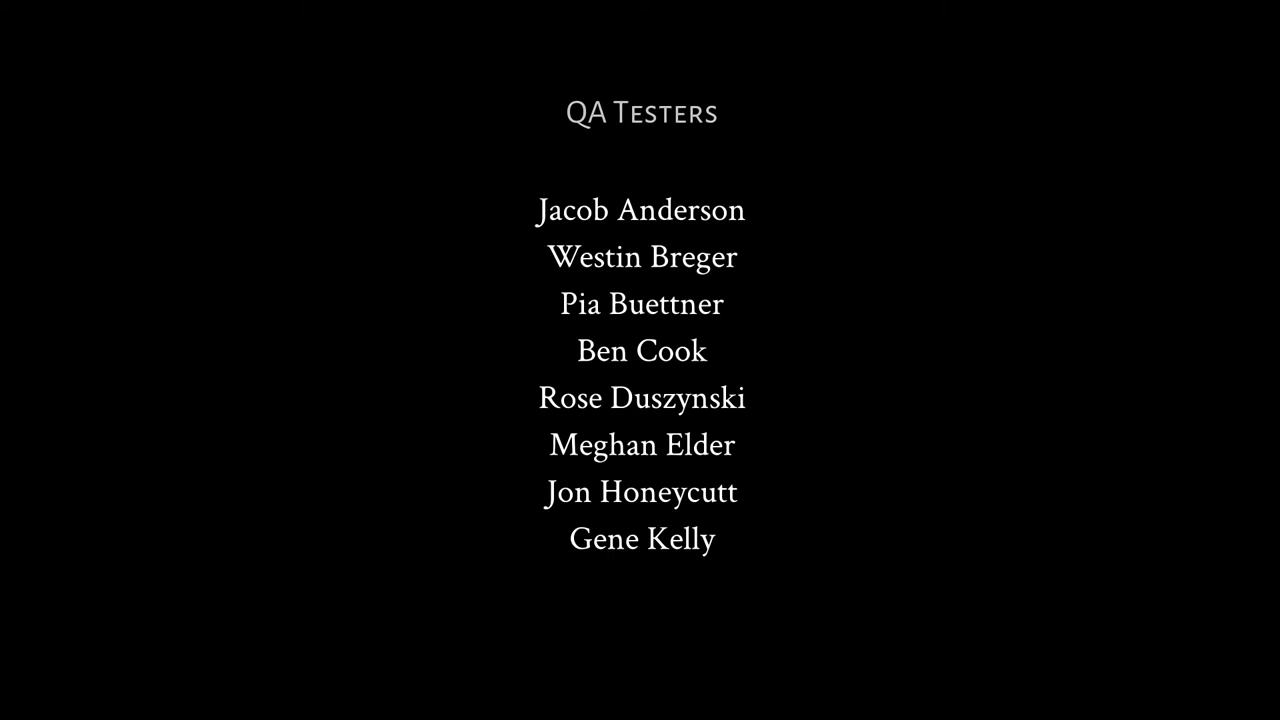 QA Testers
Jacob Anderson
Westin Breger
Pia Buettner
Ben Cook
Rose Duszynski
Meghan Elder
Jon Honeycutt
Gene Kelly